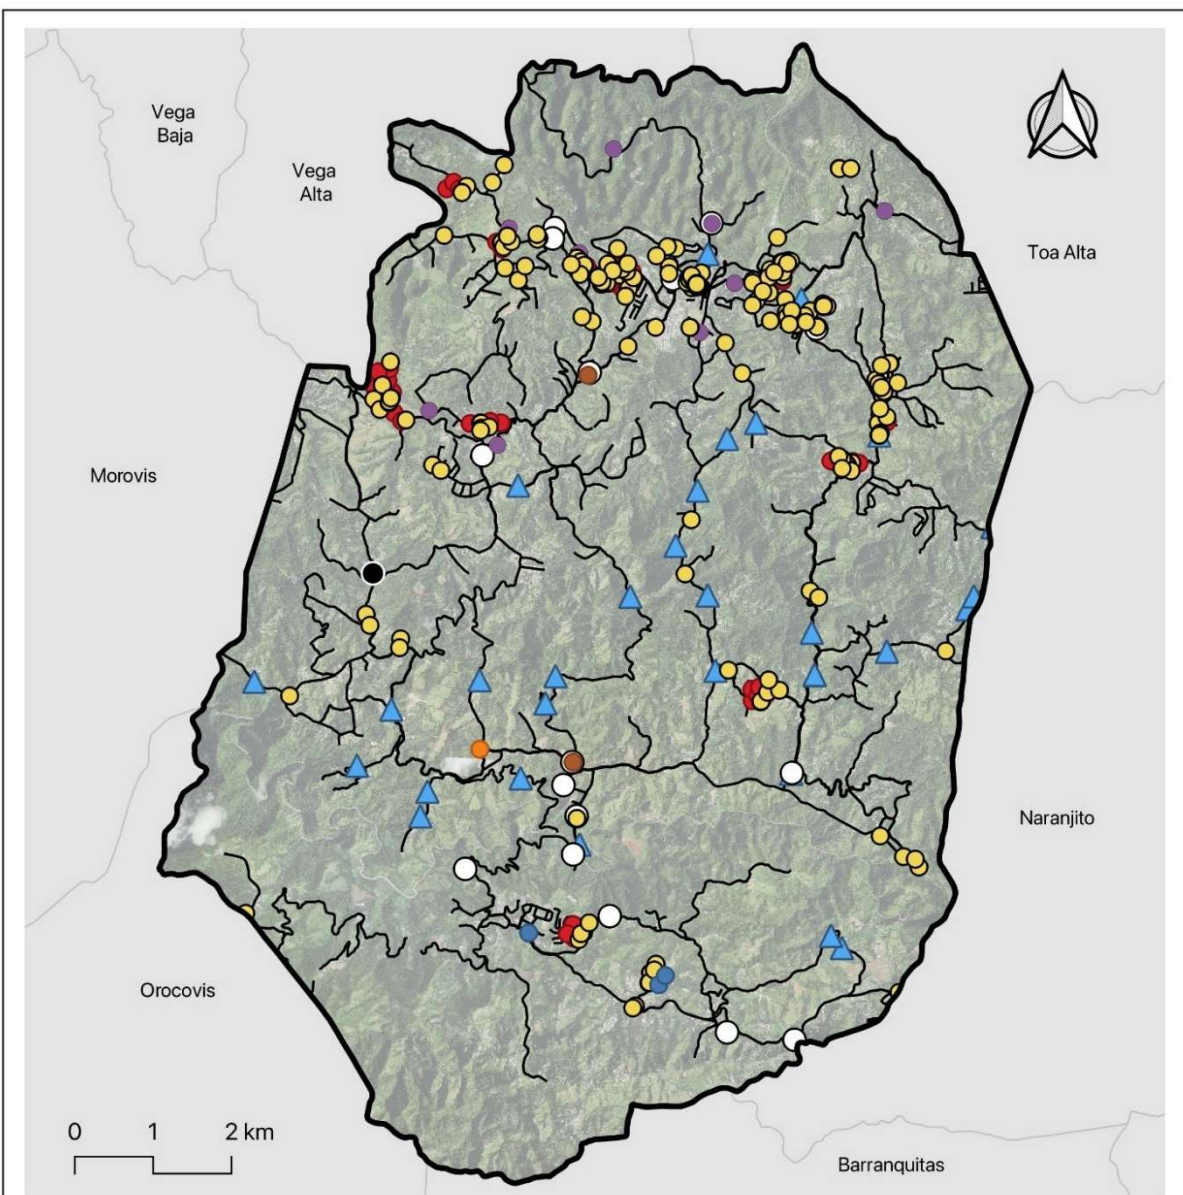 Vega
Baja
Vega
Alta
Toa Alta
Morovis
Naranjito
Orocovis
0 1 2 km
Barranquitas